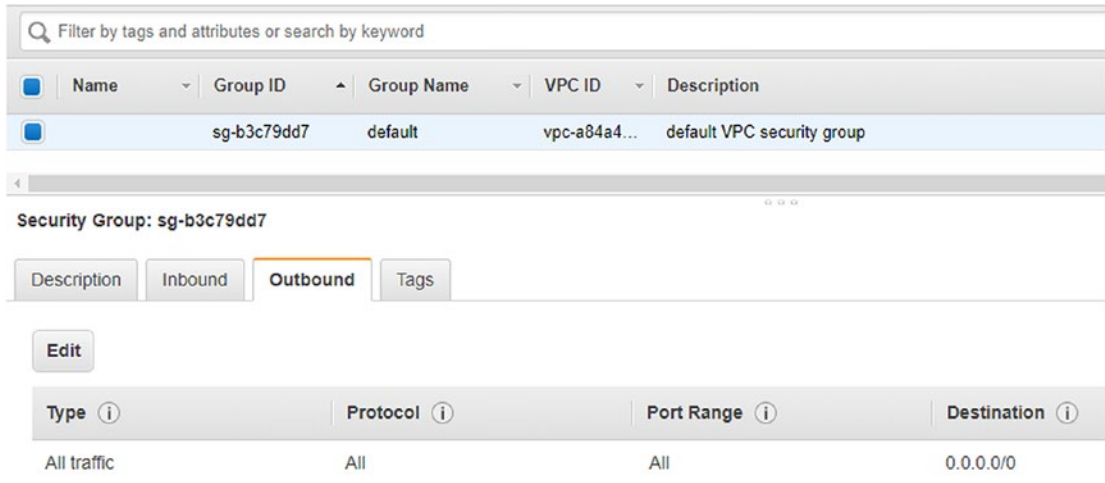 Filter by tags and attributes or search by keyword
Name Group ID Group Name VPC ID Description
sg-b3c79dd7 default vpc-a84a4... default VPC security group
Security Group: sg-b3c79dd7
Description Inbound Outbound Tags
Edit
Type i Protocol i Port Range i Destination i
All traffic All All 0.0.0.0/0